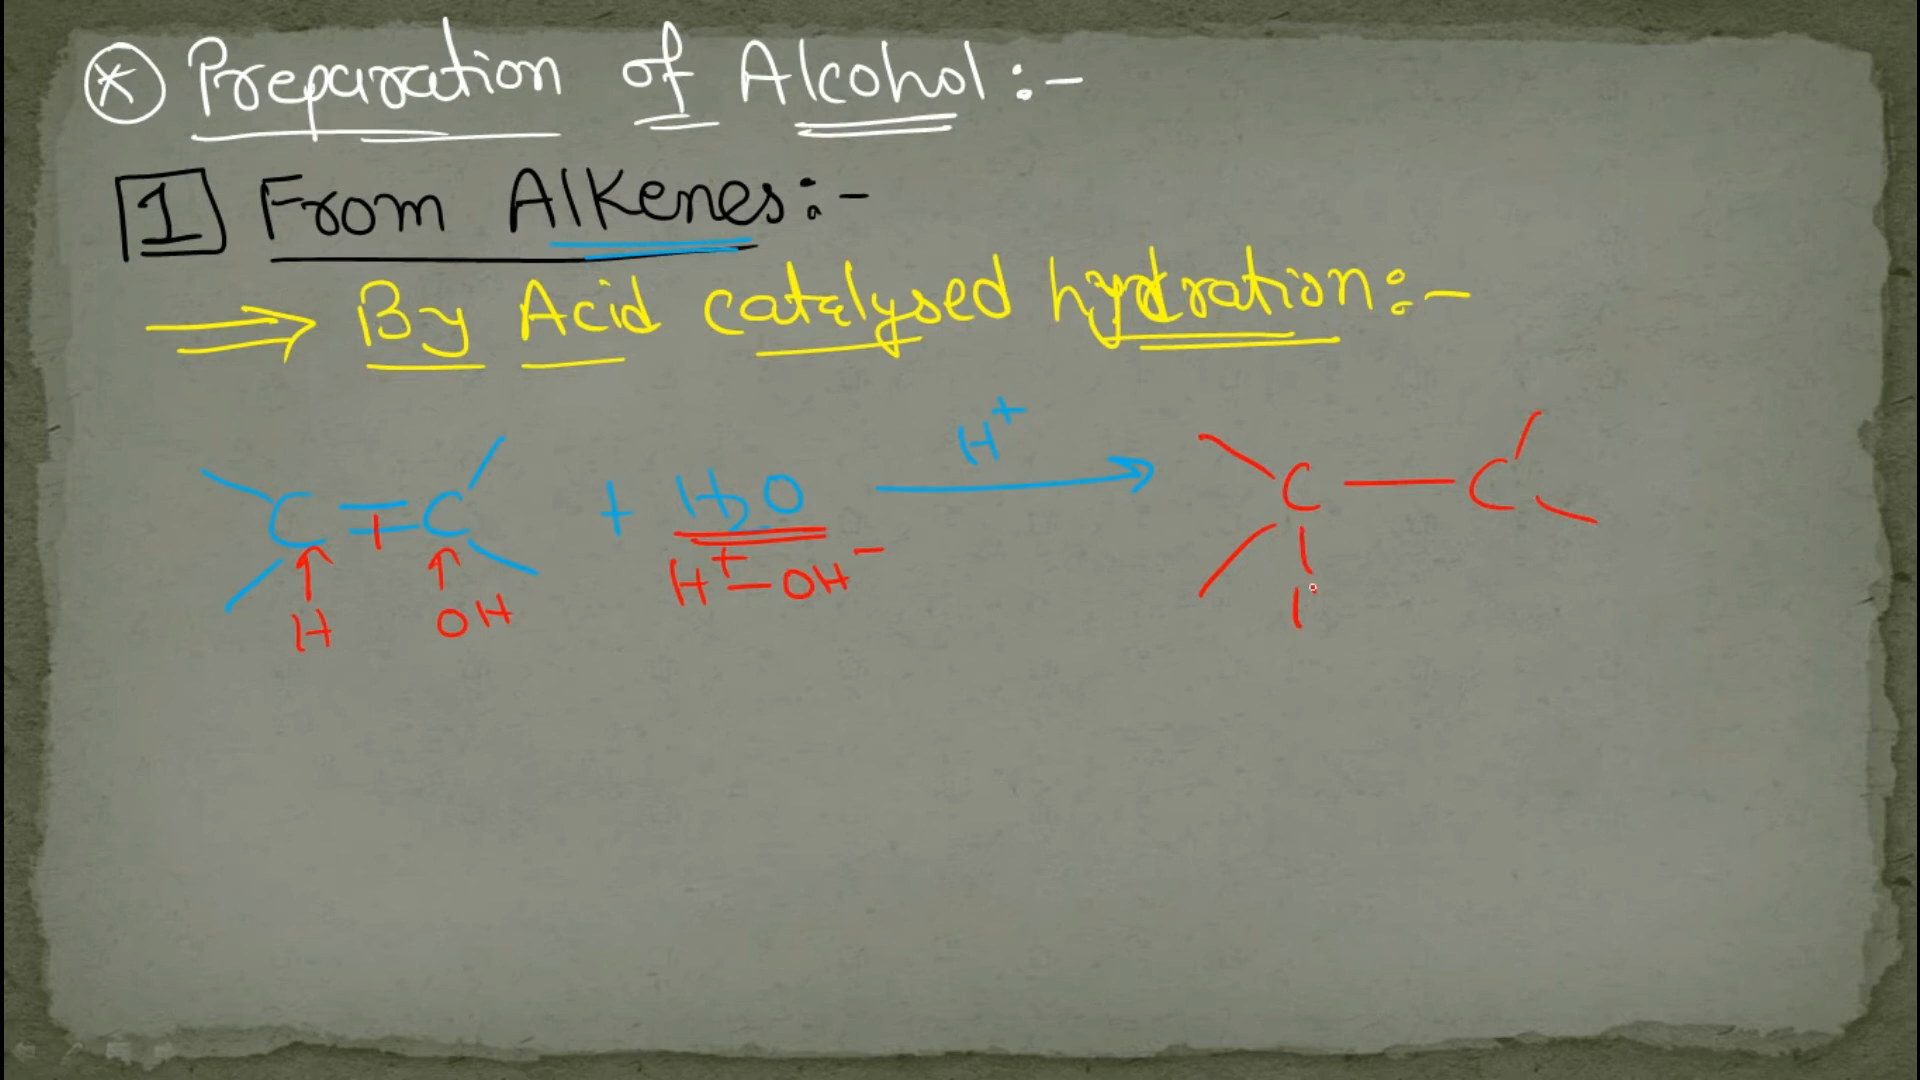 * Preparation of Alcohol:-
1 From Alkenes:-
⇒ By Acid catalysed hydration:-
C=C + H2O H+ → C—C
H+—OH-
H OH